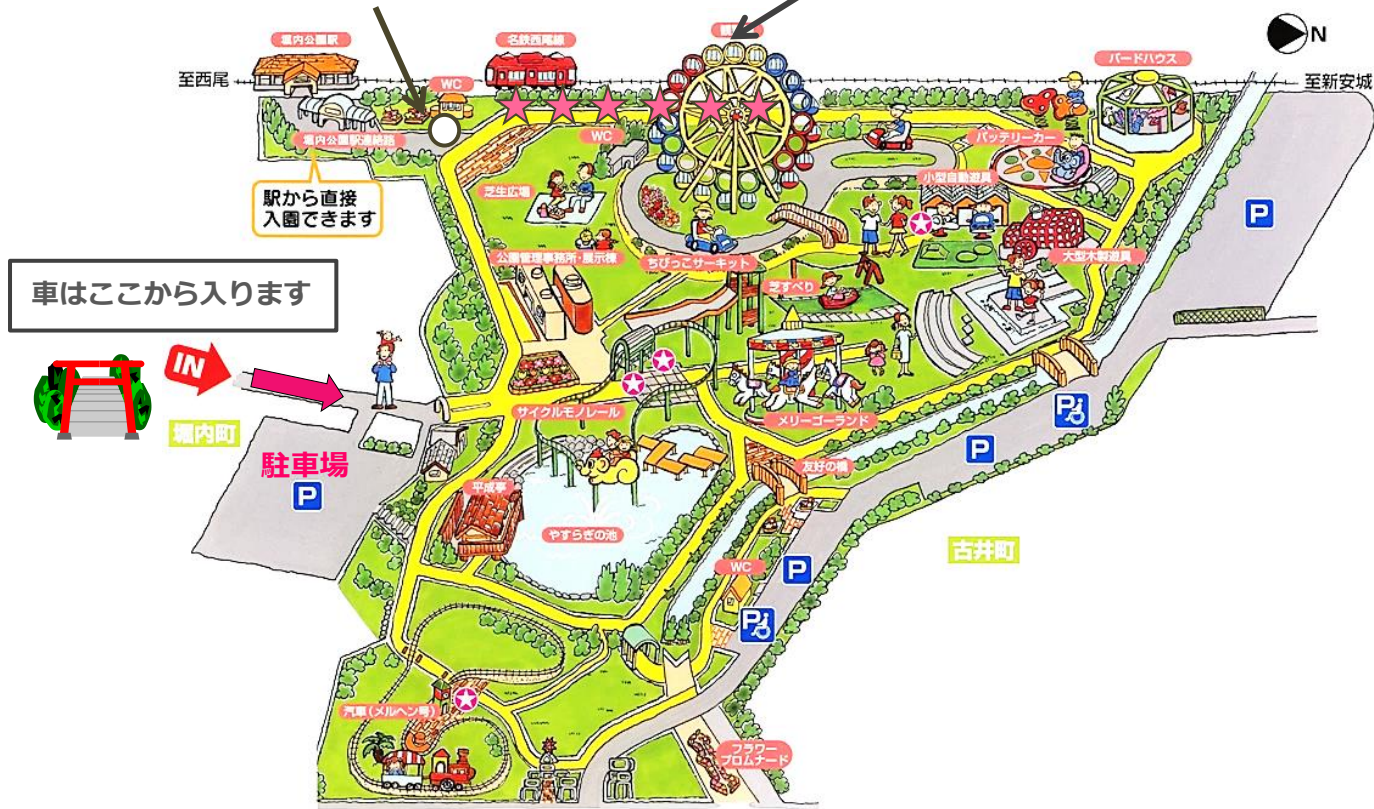 堀内公園駅
名鉄西尾線
N
バードハウス
至西尾
至新安城
WC
堀内公園駅連絡路
WC
バッテリーカー
小型自動遊具
駅から直接
入園できます
芝生広場
P
公園管理事務所・展示棟
ちびっこサーキット
大型木製遊具
芝すべり
車はここから入ります
IN
サイクルモノレール
メリーゴーランド
P
堀内町
駐車場
P
P
友好の橋
平成亭
やすらぎの池
古井町
WC
P
P
汽車(メルヘン号)
フラワー
プロムナード